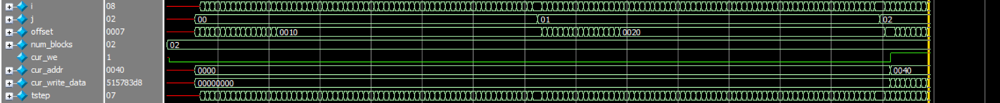 i 08
j 02 00 01 02
offset 0007 0010 0020
num_blocks 02 02
cur_we 1
cur_addr 0040 0000 0040
cur_write_data 515783d8 00000000
tstep 07